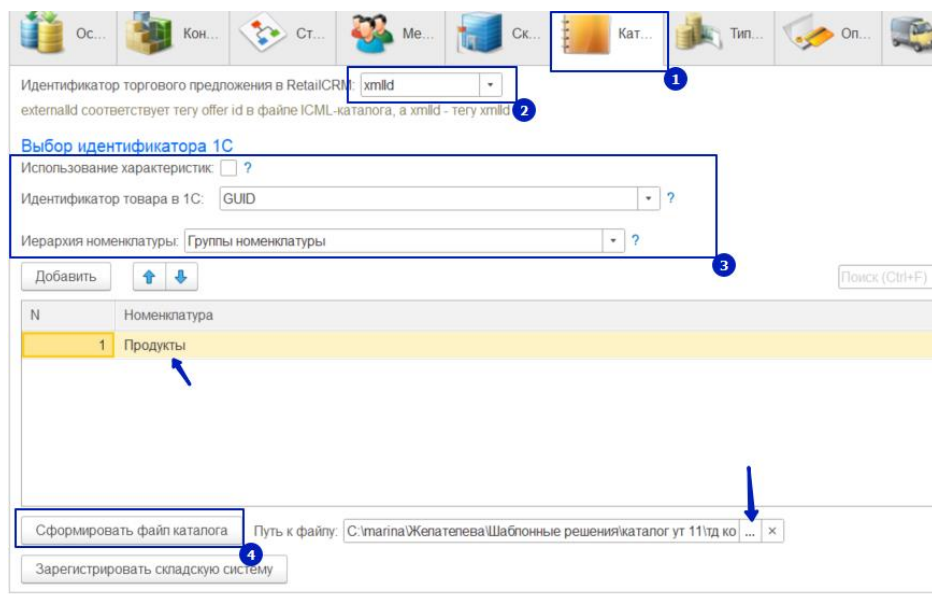 Ос... Кон... Ст... Ме... Ск... Кат... Тип... Оп...
1
Идентификатор торгового предложения в RetailCRM: xmlId
2
externalId соответствует тегу offer id в файле ICML-каталога, а xmlId - тегу xmlId
Выбор идентификатора 1С
Использование характеристик: ?
Идентификатор товара в 1С: GUID ?
Иерархия номенклатуры: Группы номенклатуры ?
3
Добавить Поиск (Ctrl+F)
N Номенклатура
1 Продукты
Сформировать файл каталога Путь к файлу: C:\marina\Желателева\Шаблонные решения\каталог ут 11\тд ко ... ×
4
Зарегистрировать складскую систему